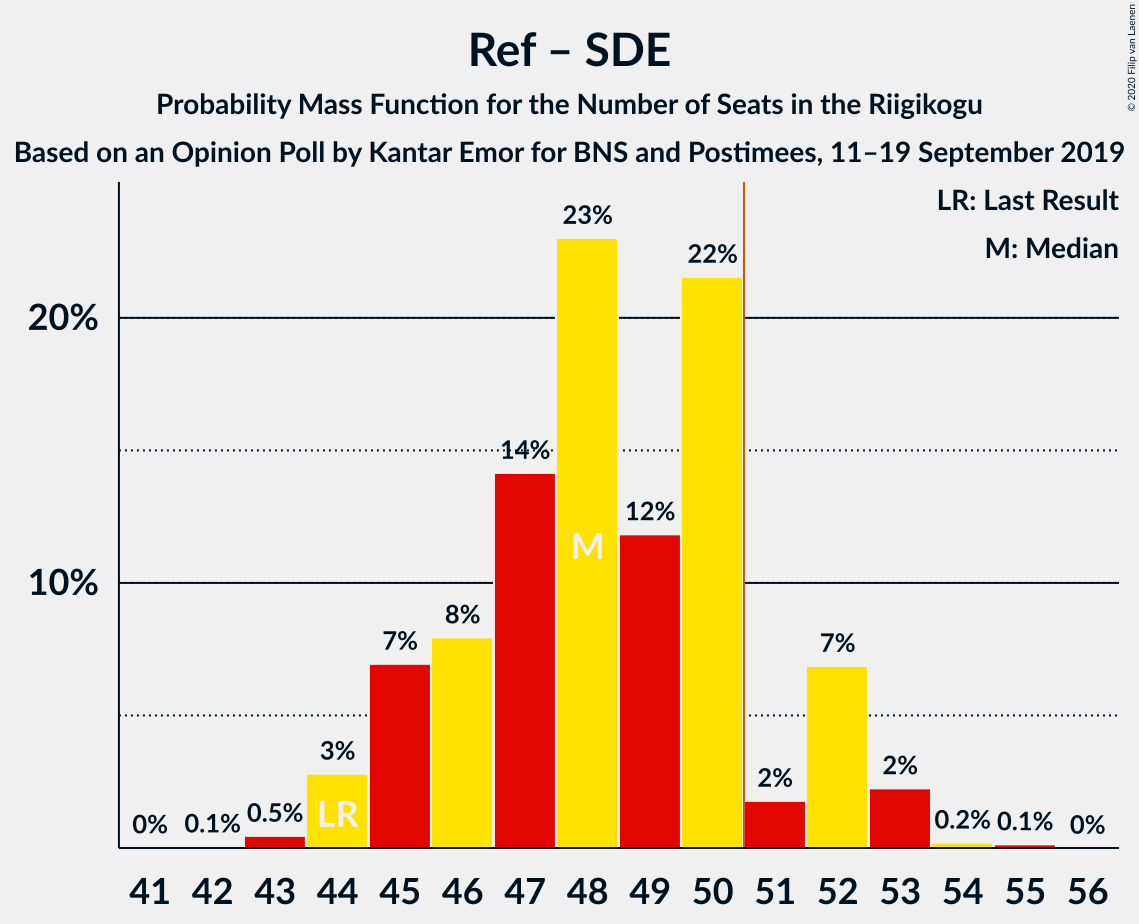 Ref – SDE
Probability Mass Function for the Number of Seats in the Riigikogu
Based on an Opinion Poll by Kantar Emor for BNS and Postimees, 11–19 September 2019
© 2020 Filip van Laenen
LR: Last Result
M: Median
20%
10%
0% 0.1% 0.5% 3% 7% 8% 14% 23% 12% 22% 2% 7% 2% 0.2% 0.1% 0%
LR M
41 42 43 44 45 46 47 48 49 50 51 52 53 54 55 56